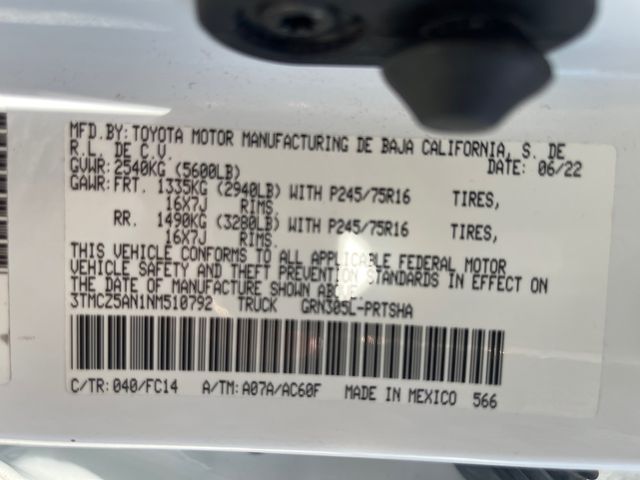 MFD.BY:TOYOTA MOTOR MANUFACTURING DE BAJA CALIFORNIA, S. DE
R.L. DE C.V. DATE: 06/22
GVWR: 2540KG (5600LB)
GAWR: FRT. 1335KG (2940LB) WITH P245/75R16 TIRES,
16X7J RIMS,
RR. 1490KG (3280LB) WITH P245/75R16 TIRES,
16X7J RIMS.
THIS VEHICLE CONFORMS TO ALL APPLICABLE FEDERAL MOTOR
VEHICLE SAFETY AND THEFT PREVENTION STANDARDS IN EFFECT ON
THE DATE OF MANUFACTURE SHOWN ABOVE.
3TMCZ5AN1NM510792 TRUCK GRN305L-PRTSHA
C/TR: 040/FC14 A/TM: A07A/AC60F MADE IN MEXICO 566